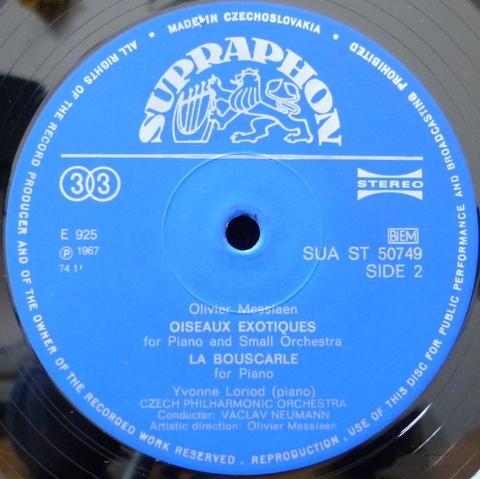 MADE IN CZECHOSLOVAKIA
ALL RIGHTS OF THE RECORD PRODUCER AND OF THE OWNER OF THE RECORDED WORK RESERVED. REPRODUCTION, USE OF THIS DISC FOR PUBLIC PERFORMANCE AND BROADCASTING PROHIBITED
SUPRAPHON
33
STEREO
E 925
℗ 1967
BIEM
SUA ST 50749
SIDE 2
Olivier Messiaen
OISEAUX EXOTIQUES
for Piano and Small Orchestra
LA BOUSCARLE
for Piano
Yvonne Loriod (piano)
CZECH PHILHARMONIC ORCHESTRA
Conductor: VACLAV NEUMANN
Artistic direction: Olivier Messiaen